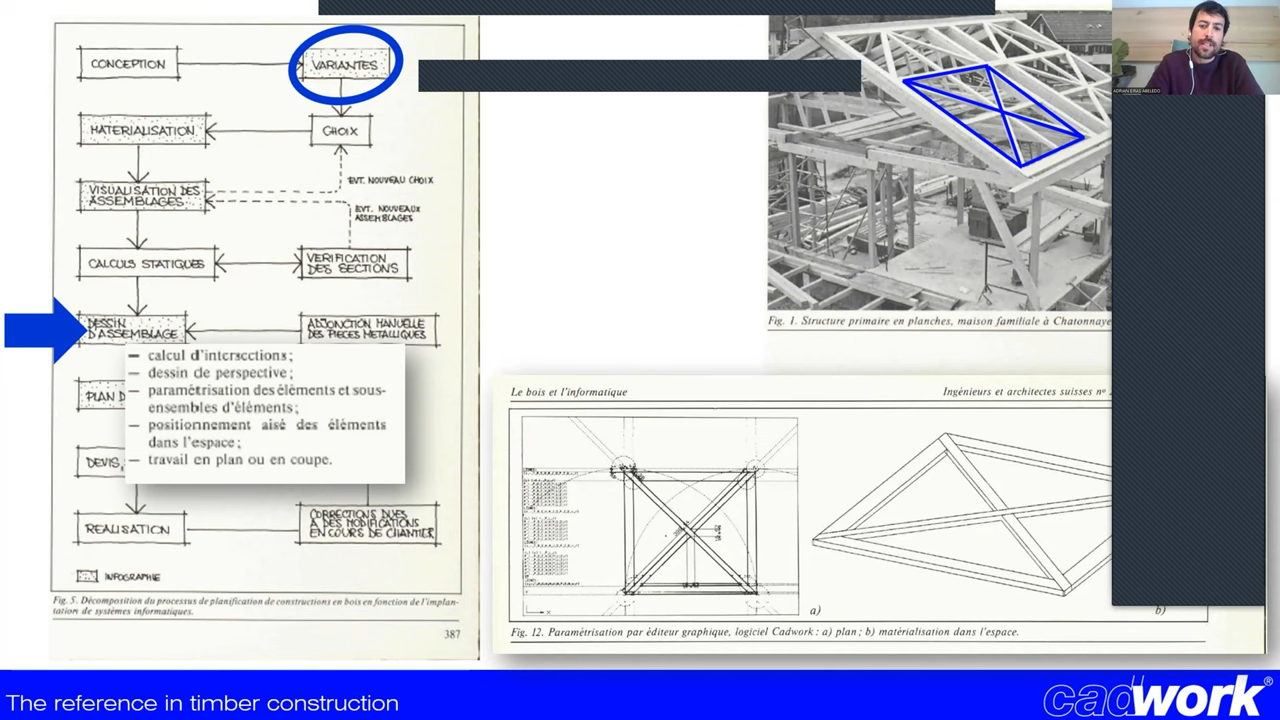 CONCEPTION
VARIANTES
MATERIALISATION
CHOIX
EVT. NOUVEAU CHOIX
VISUALISATION DES
ASSEMBLAGES
EVT. NOUVEAUX
ASSEMBLAGES
CALCULS STATIQUES
VERIFICATION
DES SECTIONS
DESSIN
D'ASSEMBLAGE
ADJONCTION MANUELLE
DES PIECES METALLIQUES
— calcul d'intersections;
— dessin de perspective;
— paramétrisation des éléments et sous-
ensembles d'éléments;
— positionnement aisé des éléments
dans l'espace;
— travail en plan ou en coupe.
PLAN D
DEVIS,
REALISATION
CORRECTIONS DUES
A DES MODIFICATIONS
EN COURS DE CHANTIER
INFOGRAPHIE
Fig. 5. Décomposition du processus de planification de constructions en bois en fonction de l'implan-
tation de systèmes informatiques.
387
ADRIAN EIRAS ABELEDO
Fig. 1. Structure primaire en planches, maison familiale à Chatonnaye
Le bois et l'informatique
Ingénieurs et architectes suisses nº
a)
b)
Fig. 12. Paramétrisation par éditeur graphique, logiciel Cadwork : a) plan; b) matérialisation dans l'espace.
The reference in timber construction
cadwork®